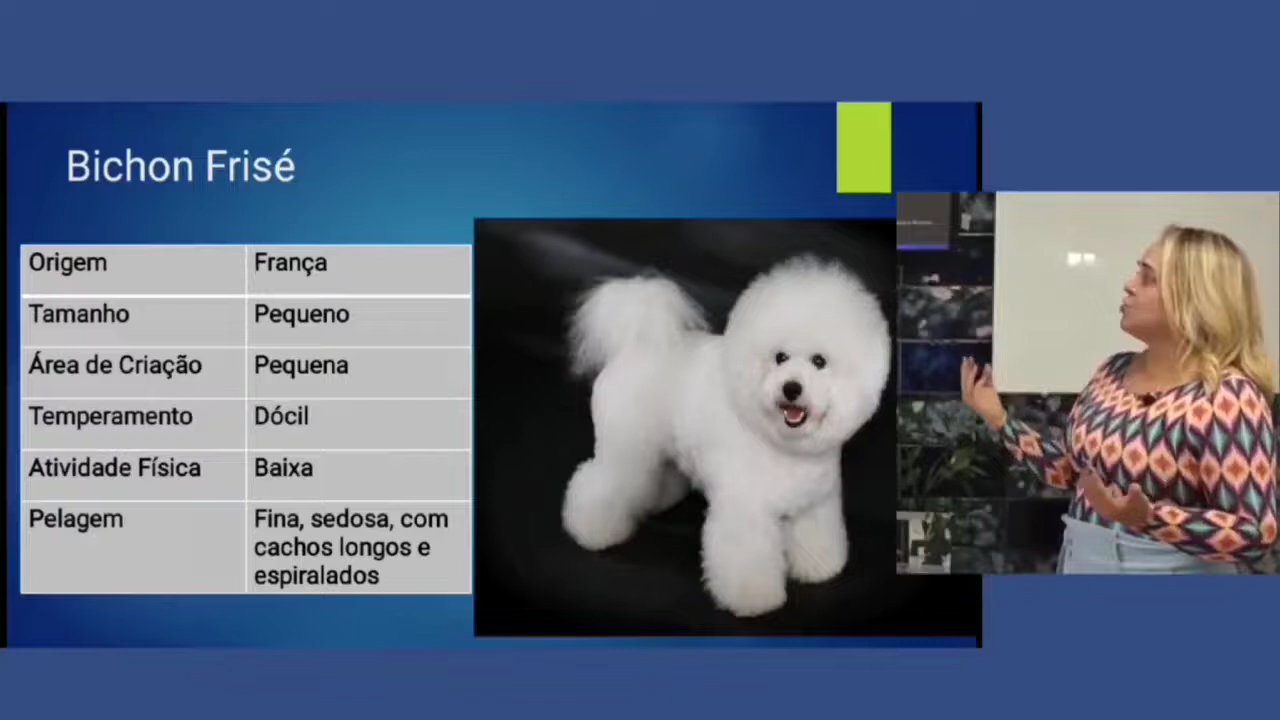 Bichon Frisé
Origem França
Tamanho Pequeno
Área de Criação Pequena
Temperamento Dócil
Atividade Física Baixa
Pelagem Fina, sedosa, com
cachos longos e
espiralados